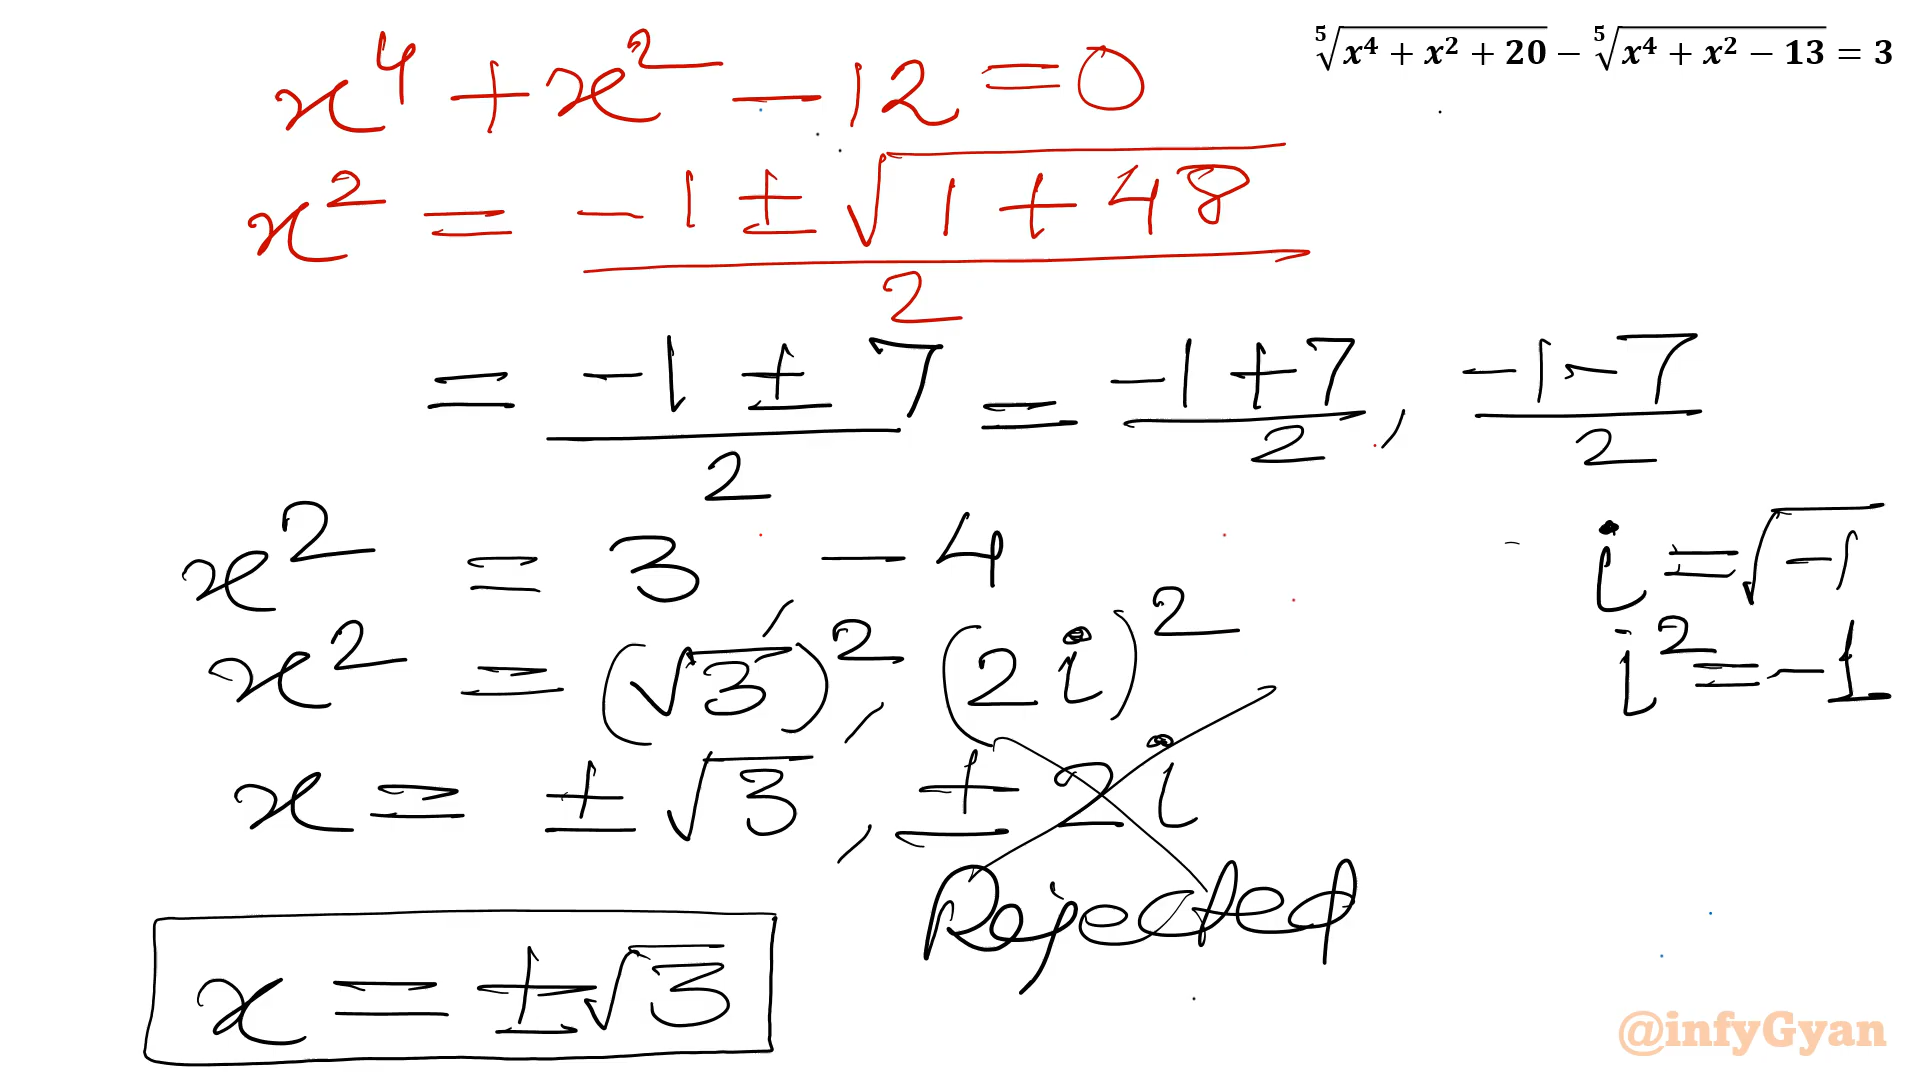 ⁵√(x⁴ + x² + 20) − ⁵√(x⁴ + x² − 13) = 3
x⁴ + x² − 12 = 0
x² = (−1 ± √(1 + 48)) / 2
= (−1 ± 7) / 2 = (−1 + 7) / 2 , (−1 − 7) / 2
x² = 3 , −4
i = √−1
x² = (√3)² , (2i)²
i² = −1
x = ± √3 , ± 2i
Rejected
x = ± √3
@infyGyan